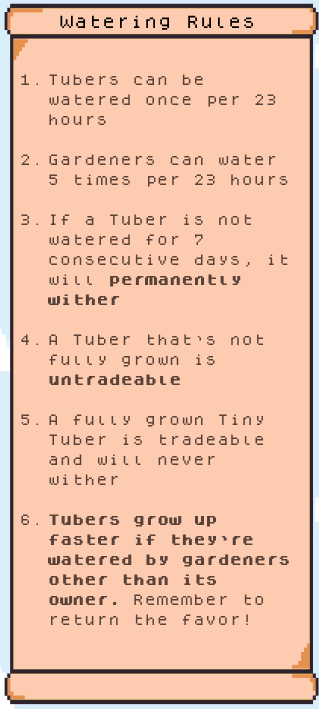 Watering Rules
1. Tubers can be
watered once per 23
hours
2. Gardeners can water
5 times per 23 hours
3. If a Tuber is not
watered for 7
consecutive days, it
will permanently
wither
4. A Tuber that's not
fully grown is
untradeable
5. A fully grown Tiny
Tuber is tradeable
and will never
wither
6. Tubers grow up
faster if they're
watered by gardeners
other than its
owner. Remember to
return the favor!